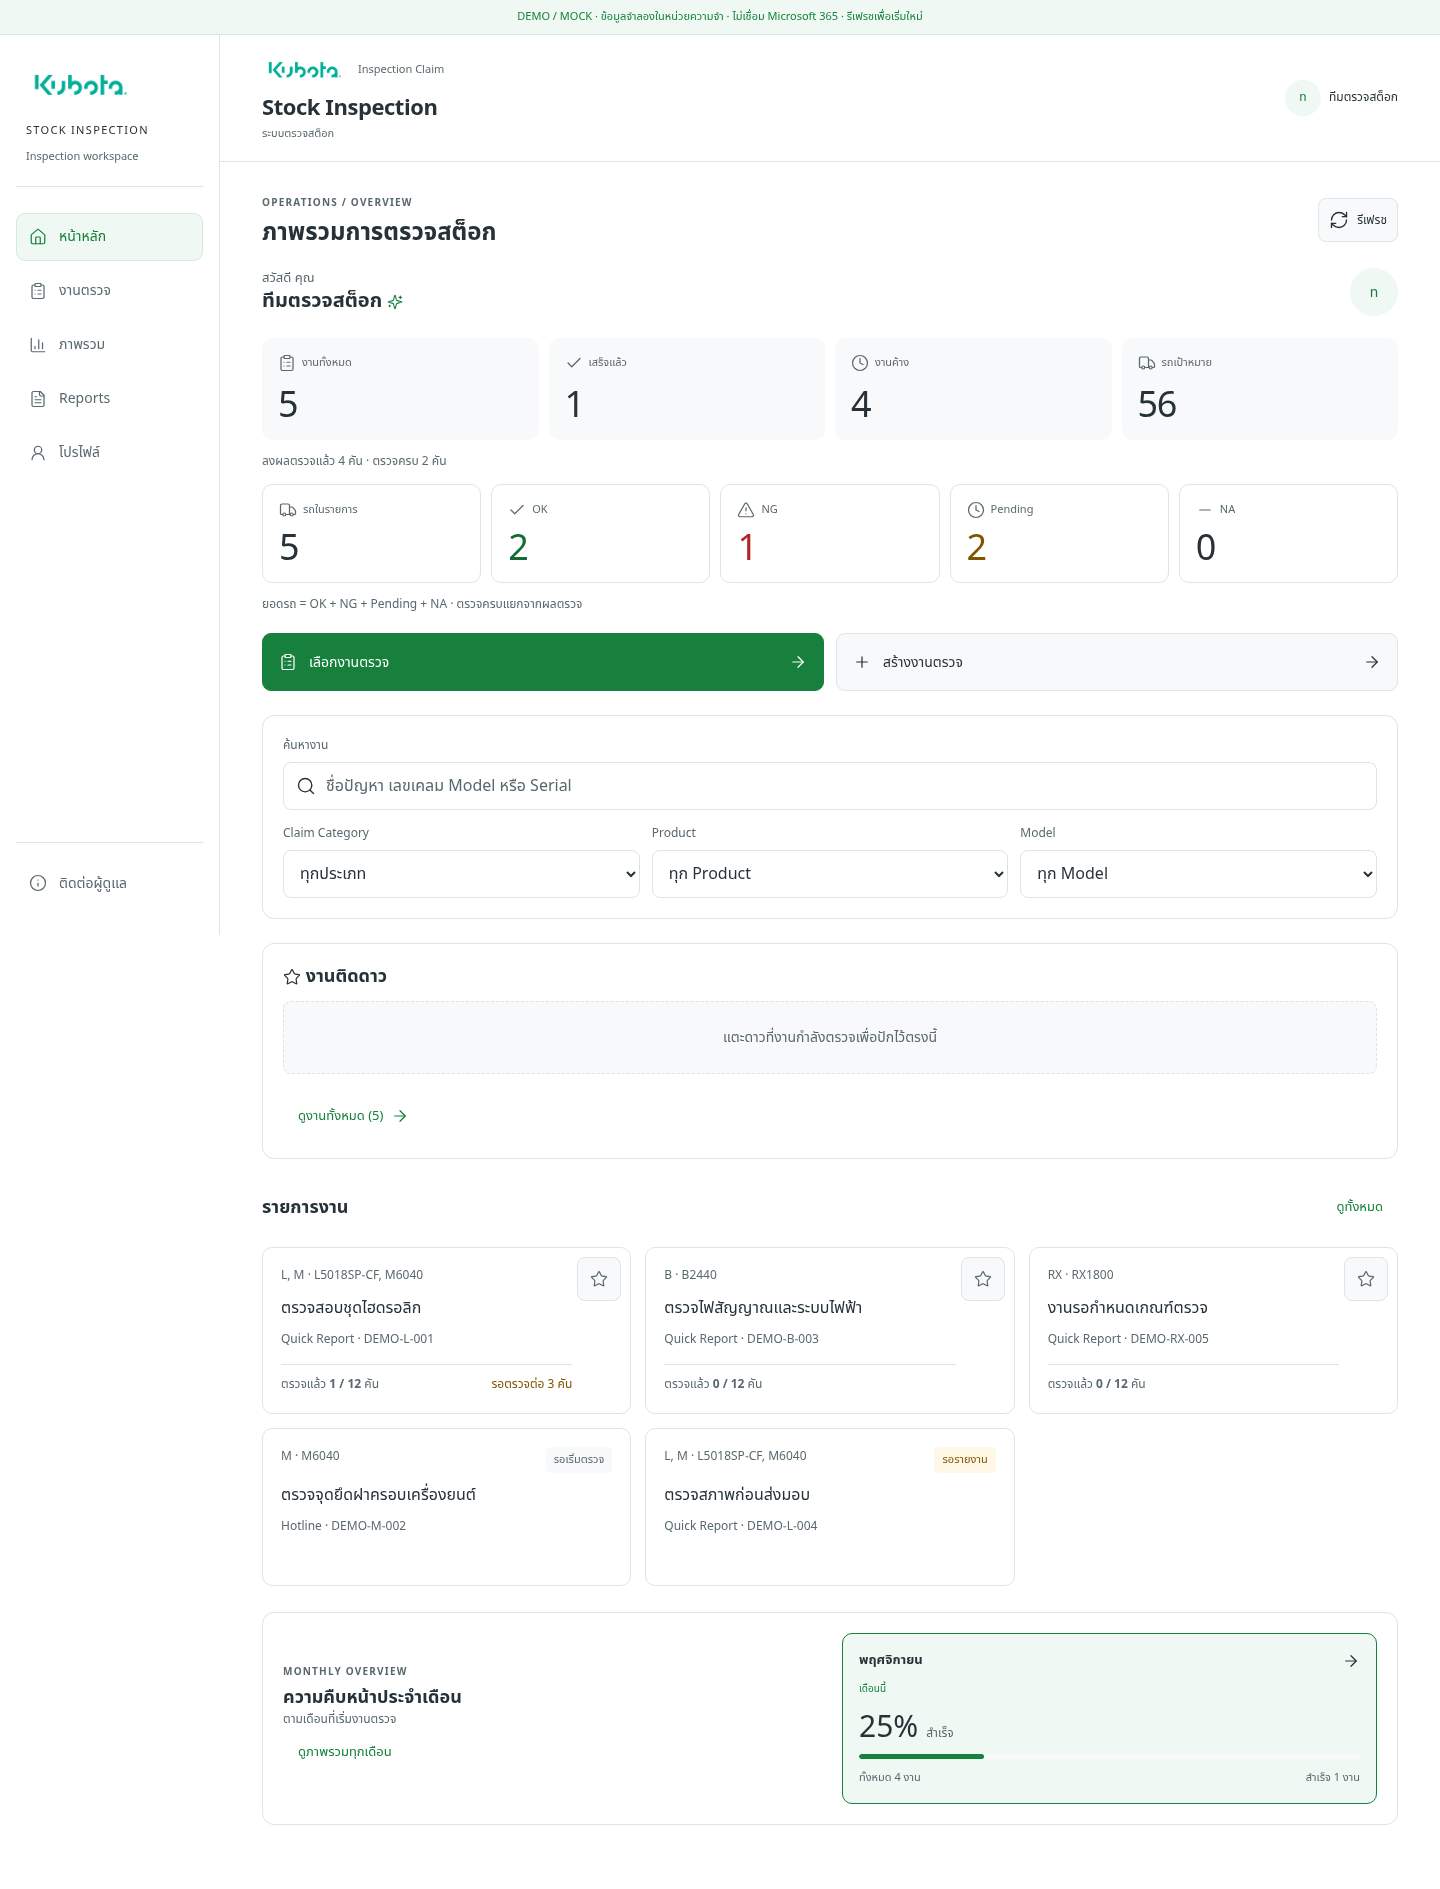 DEMO / MOCK · ข้อมูลจำลองในหน่วยความจำ · ไม่เชื่อม Microsoft 365 · รีเฟรชเพื่อเริ่มใหม่
Kubota
STOCK INSPECTION
Inspection workspace
หน้าหลัก
งานตรวจ
ภาพรวม
Reports
โปรไฟล์
ติดต่อผู้ดูแล
Kubota Inspection Claim
Stock Inspection
ระบบตรวจสต็อก
ท ทีมตรวจสต็อก
OPERATIONS / OVERVIEW
ภาพรวมการตรวจสต็อก
รีเฟรช
สวัสดี คุณ
ทีมตรวจสต็อก
ท
งานทั้งหมด
5
เสร็จแล้ว
1
งานค้าง
4
รถเป้าหมาย
56
ลงผลตรวจแล้ว 4 คัน · ตรวจครบ 2 คัน
รถในรายการ
5
OK
2
NG
1
Pending
2
NA
0
ยอดรถ = OK + NG + Pending + NA · ตรวจครบแยกจากผลตรวจ
เลือกงานตรวจ
สร้างงานตรวจ
ค้นหางาน
ชื่อปัญหา เลขเคลม Model หรือ Serial
Claim Category
ทุกประเภท
Product
ทุก Product
Model
ทุก Model
งานติดดาว
แตะดาวที่งานกำลังตรวจเพื่อปักไว้ตรงนี้
ดูงานทั้งหมด (5)
รายการงาน
ดูทั้งหมด
L, M · L5018SP-CF, M6040
ตรวจสอบชุดไฮดรอลิก
Quick Report · DEMO-L-001
ตรวจแล้ว 1 / 12 คัน
รอตรวจต่อ 3 คัน
B · B2440
ตรวจไฟสัญญาณและระบบไฟฟ้า
Quick Report · DEMO-B-003
ตรวจแล้ว 0 / 12 คัน
RX · RX1800
งานรอกำหนดเกณฑ์ตรวจ
Quick Report · DEMO-RX-005
ตรวจแล้ว 0 / 12 คัน
M · M6040
รอเริ่มตรวจ
ตรวจจุดยึดฝาครอบเครื่องยนต์
Hotline · DEMO-M-002
L, M · L5018SP-CF, M6040
รอรายงาน
ตรวจสภาพก่อนส่งมอบ
Quick Report · DEMO-L-004
MONTHLY OVERVIEW
ความคืบหน้าประจำเดือน
ตามเดือนที่เริ่มงานตรวจ
ดูภาพรวมทุกเดือน
พฤศจิกายน
เดือนนี้
25% สำเร็จ
ทั้งหมด 4 งาน
สำเร็จ 1 งาน